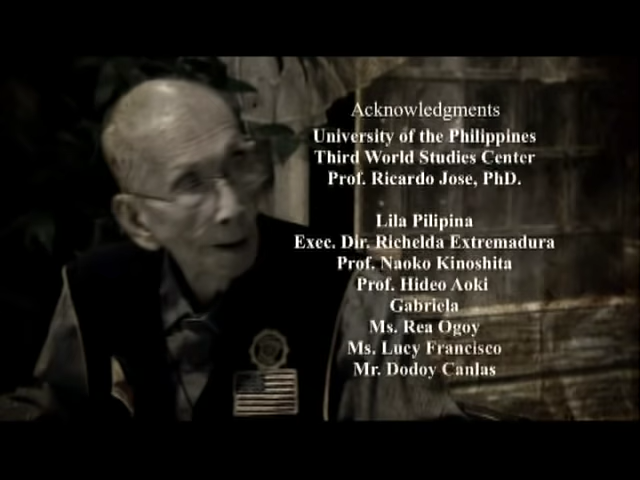 Acknowledgments
University of the Philippines
Third World Studies Center
Prof. Ricardo Jose, PhD.
Lila Pilipina
Exec. Dir. Richelda Extremadura
Prof. Naoko Kinoshita
Prof. Hideo Aoki
Gabriela
Ms. Rea Ogoy
Ms. Lucy Francisco
Mr. Dodoy Canlas